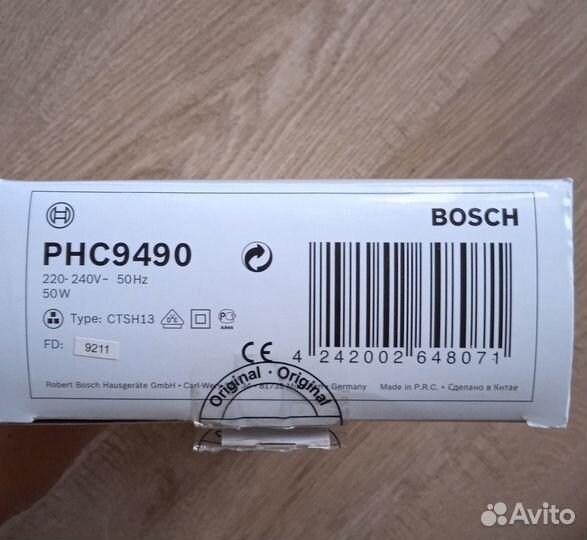 BOSCH
PHC9490
220-240V~ 50Hz
50W
Type: CTSH13
FD: 9211
4 242002 648071
Robert Bosch Hausgeräte GmbH • Germany Made in P.R.C. • Сделано в Китае
Original · Original
Avito